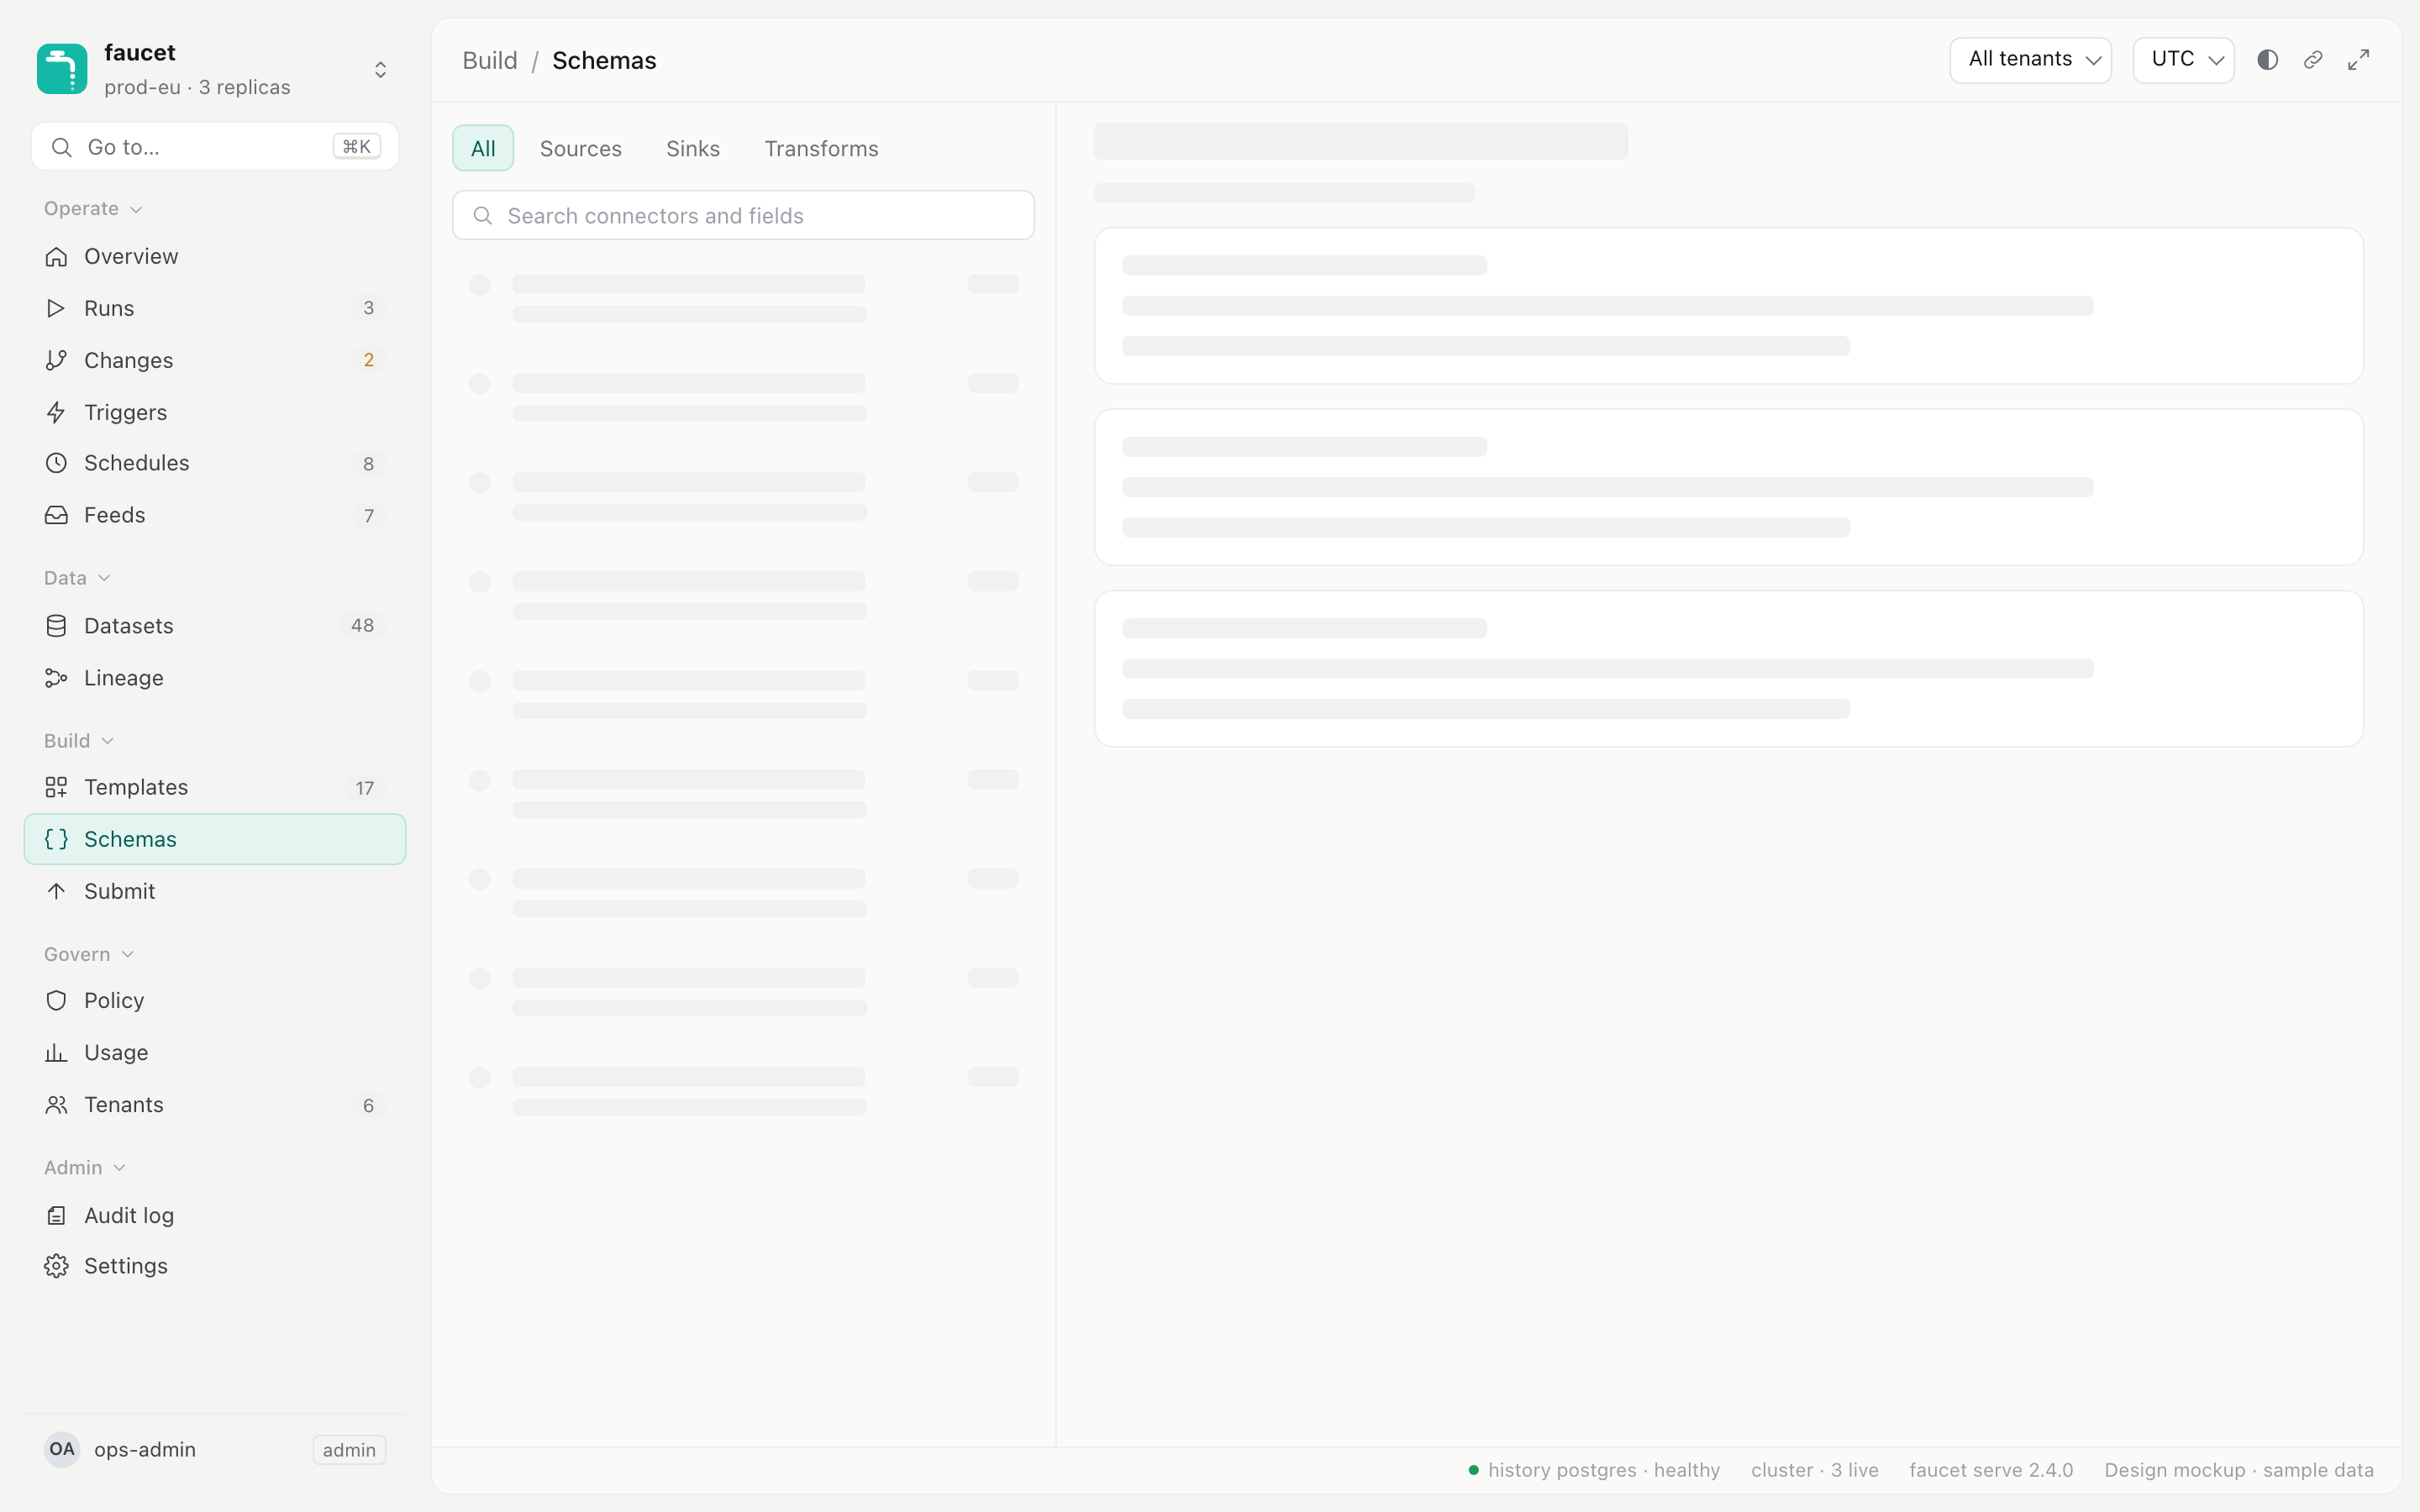 faucet
prod-eu · 3 replicas
Go to...
⌘K
Operate
Overview
Runs 3
Changes 2
Triggers
Schedules 8
Feeds 7
Data
Datasets 48
Lineage
Build
Templates 17
Schemas
Submit
Govern
Policy
Usage
Tenants 6
Admin
Audit log
Settings
OA ops-admin admin
Build / Schemas
All tenants
UTC
All Sources Sinks Transforms
Search connectors and fields
history postgres · healthy cluster · 3 live faucet serve 2.4.0 Design mockup · sample data